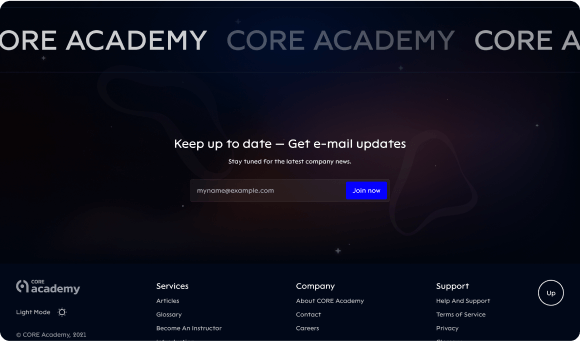 ORE ACADEMY CORE ACADEMY CORE A
Keep up to date — Get e-mail updates
Stay tuned for the latest company news.
myname@example.com Join now
CORE academy Services Company Support Up
Articles About CORE Academy Help And Support
Light Mode Glossary Contact Terms of Service
Become An Instructor Careers Privacy
© CORE Academy, 2021